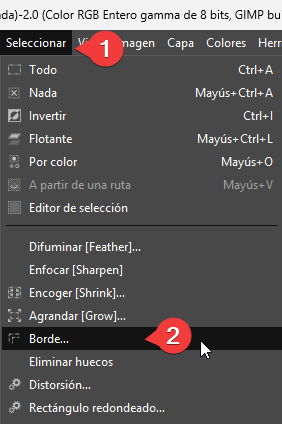 ada)-2.0 (Color RGB Entero gamma de 8 bits, GIMP bu
Seleccionar Vi magen Capa Colores Herra
1
Todo Ctrl+A
Nada Mayús+Ctrl+A
Invertir Ctrl+I
Flotante Mayús+Ctrl+L
Por color Mayús+O
A partir de una ruta Mayús+V
Editor de selección
Difuminar [Feather]...
Enfocar [Sharpen]
Encoger [Shrink]...
Agrandar [Grow]...
Borde... 2
Eliminar huecos
Distorsión...
Rectángulo redondeado...